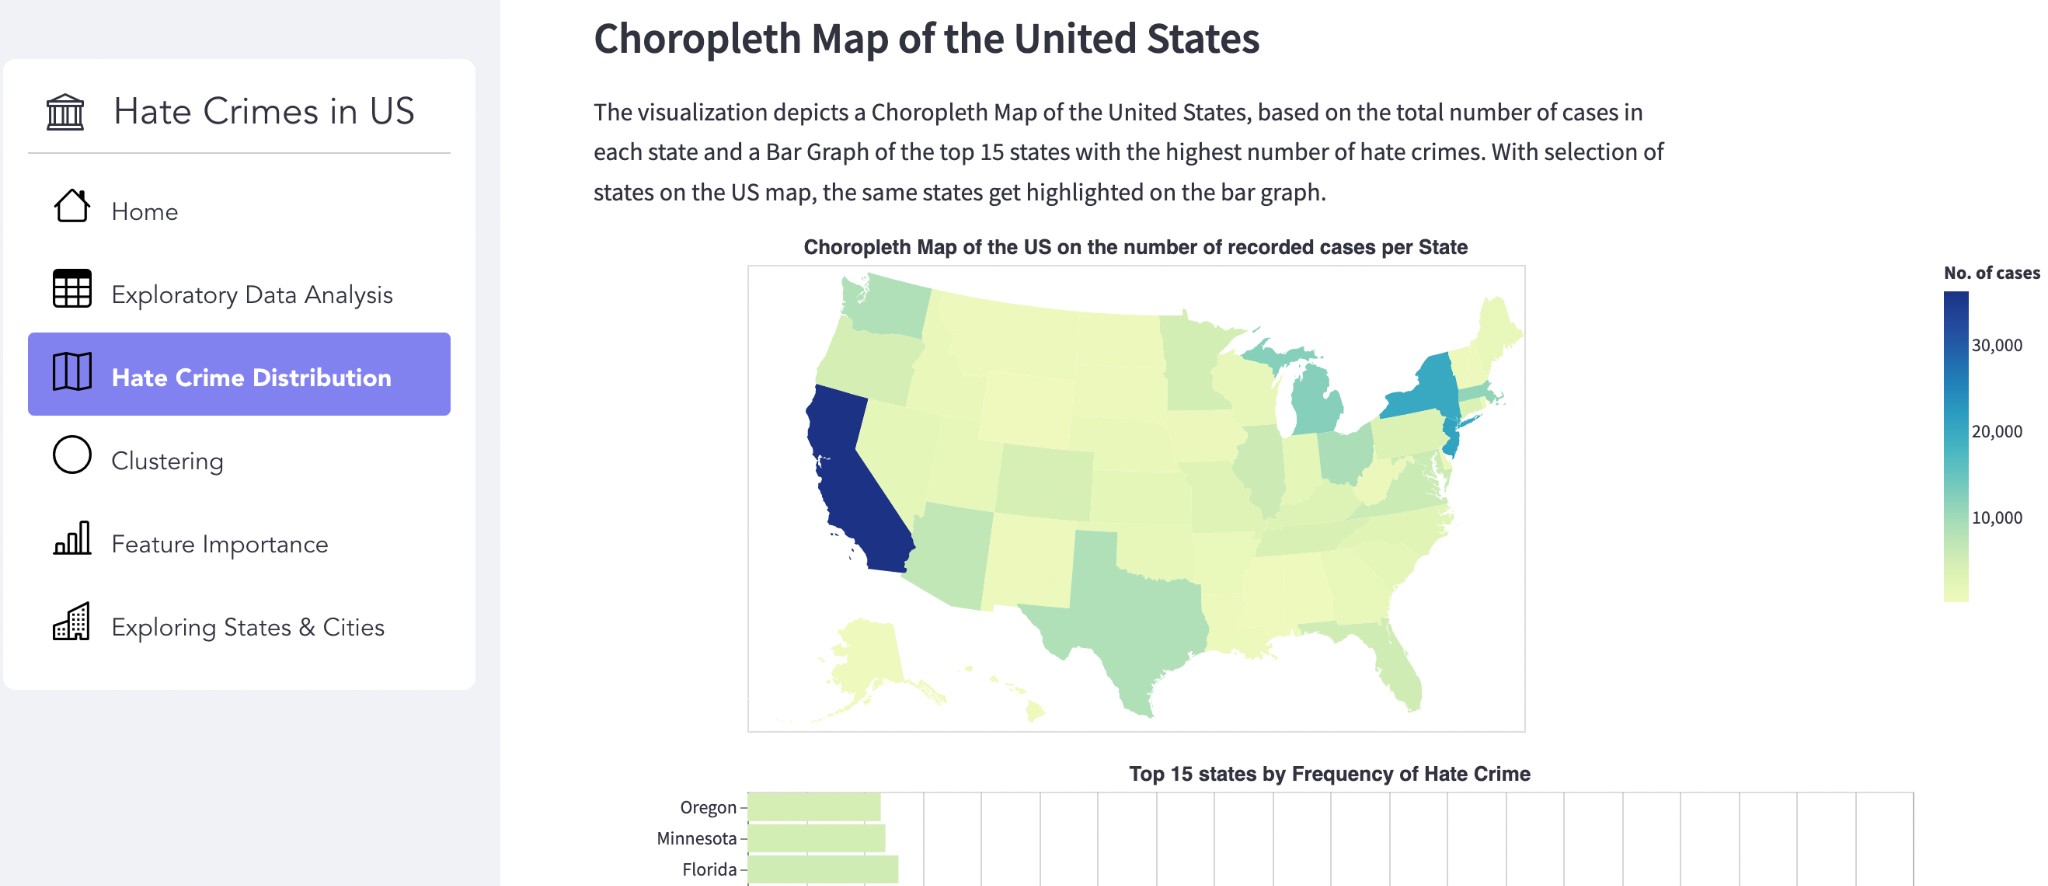 Hate Crimes in US
Home
Exploratory Data Analysis
Hate Crime Distribution
Clustering
Feature Importance
Exploring States & Cities
Choropleth Map of the United States
The visualization depicts a Choropleth Map of the United States, based on the total number of cases in
each state and a Bar Graph of the top 15 states with the highest number of hate crimes. With selection of
states on the US map, the same states get highlighted on the bar graph.
Choropleth Map of the US on the number of recorded cases per State
No. of cases
30,000
20,000
10,000
Top 15 states by Frequency of Hate Crime
Oregon
Minnesota
Florida